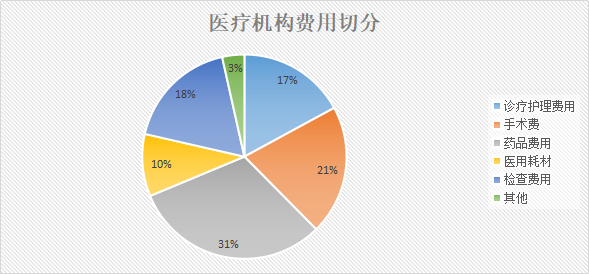 医疗机构费用切分
3%
17%
18%
21%
10%
31%
诊疗护理费用
手术费
药品费用
医用耗材
检查费用
其他